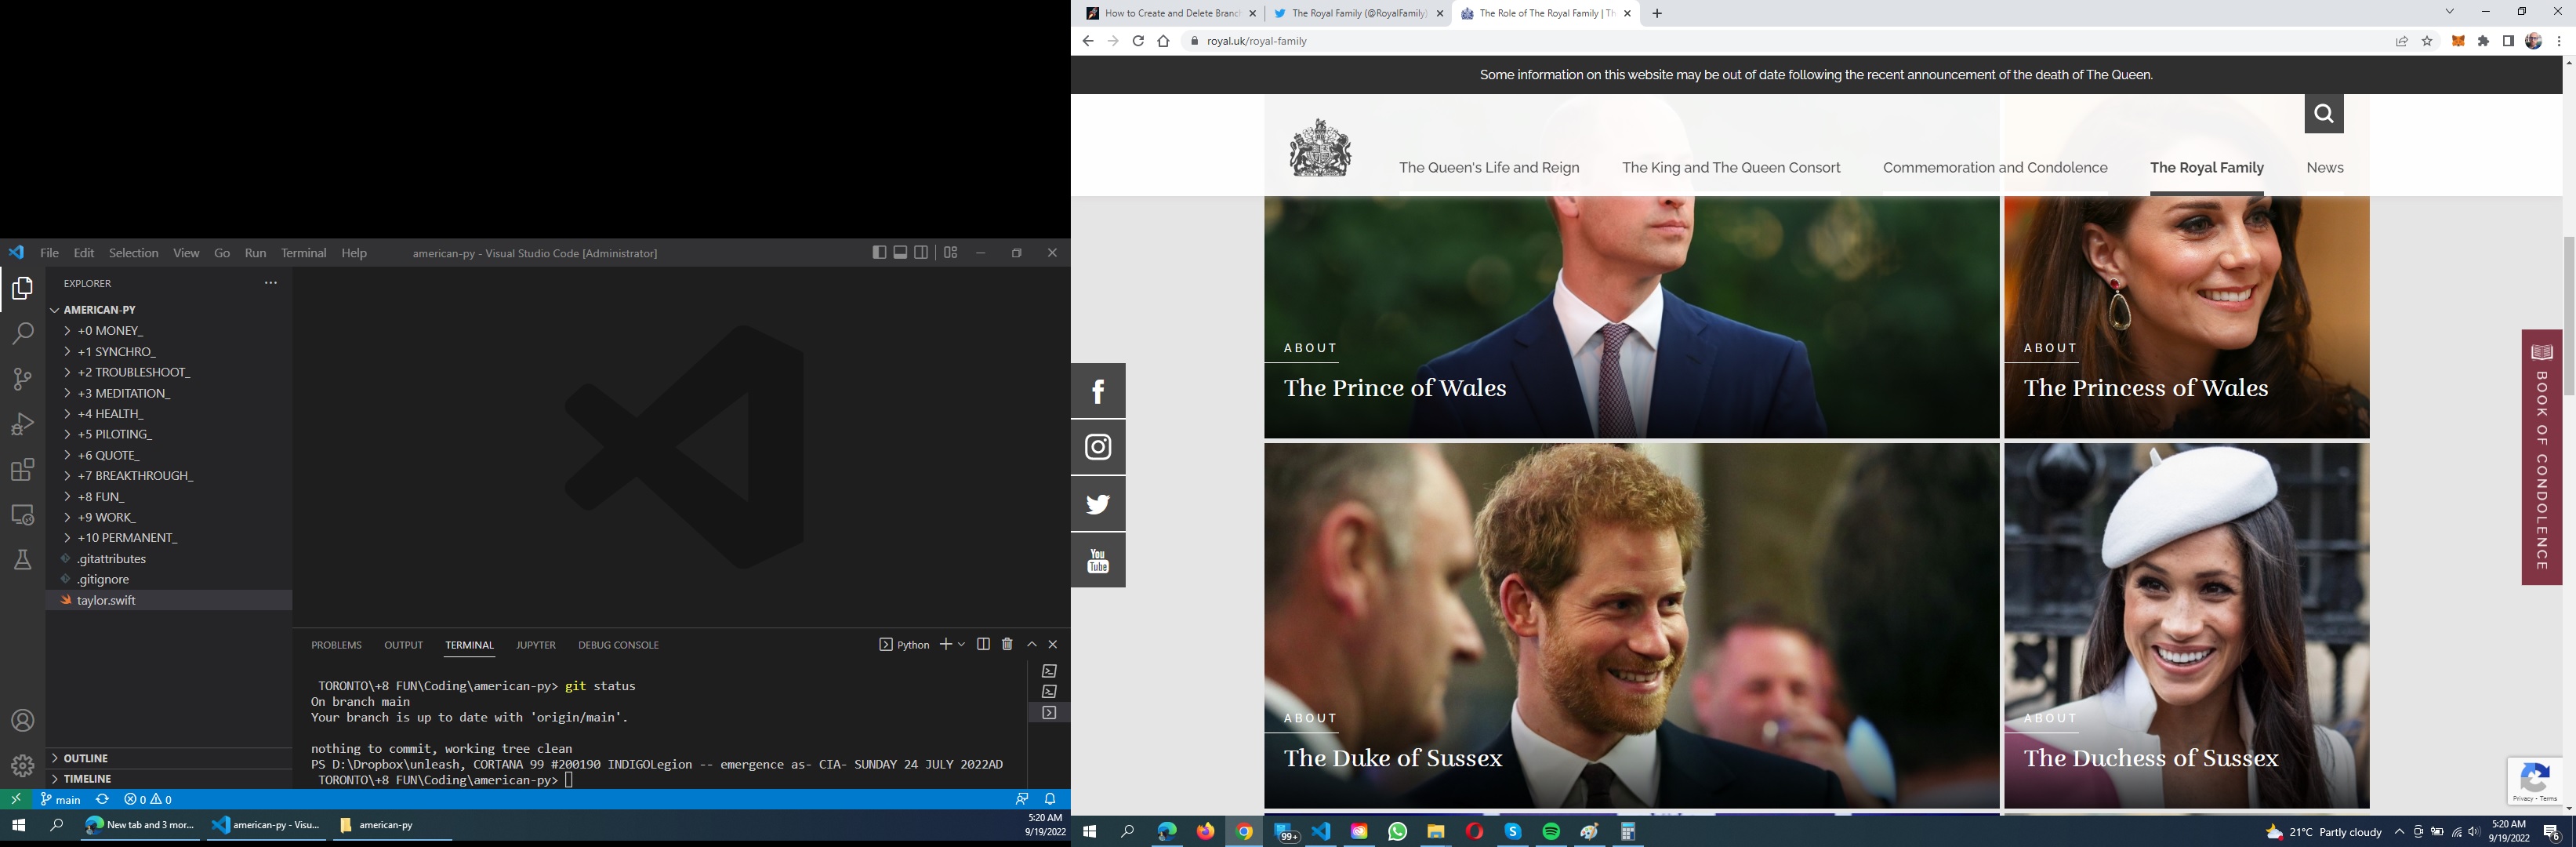 File Edit Selection View Go Run Terminal Help
american-py - Visual Studio Code [Administrator]
EXPLORER
AMERICAN-PY
+0 MONEY_
+1 SYNCHRO_
+2 TROUBLESHOOT_
+3 MEDITATION_
+4 HEALTH_
+5 PILOTING_
+6 QUOTE_
+7 BREAKTHROUGH_
+8 FUN_
+9 WORK_
+10 PERMANENT_
.gitattributes
.gitignore
taylor.swift
OUTLINE
TIMELINE
PROBLEMS OUTPUT TERMINAL JUPYTER DEBUG CONSOLE
Python
TORONTO\+8 FUN\Coding\american-py> git status
On branch main
Your branch is up to date with 'origin/main'.
nothing to commit, working tree clean
PS D:\Dropbox\unleash, CORTANA 99 #200190 INDIGOLegion -- emergence as- CIA- SUNDAY 24 JULY 2022AD
TORONTO\+8 FUN\Coding\american-py>
main 0 0
New tab and 3 mor... american-py - Visu... american-py
5:20 AM
9/19/2022
How to Create and Delete Branch
The Royal Family (@RoyalFamily)
The Role of The Royal Family | Th
royal.uk/royal-family
Some information on this website may be out of date following the recent announcement of the death of The Queen.
The Queen's Life and Reign
The King and The Queen Consort
Commemoration and Condolence
The Royal Family
News
ABOUT
The Prince of Wales
ABOUT
The Princess of Wales
ABOUT
The Duke of Sussex
ABOUT
The Duchess of Sussex
You
Tube
BOOK OF CONDOLENCE
Privacy - Terms
99+
21°C Partly cloudy
5:20 AM
9/19/2022
6